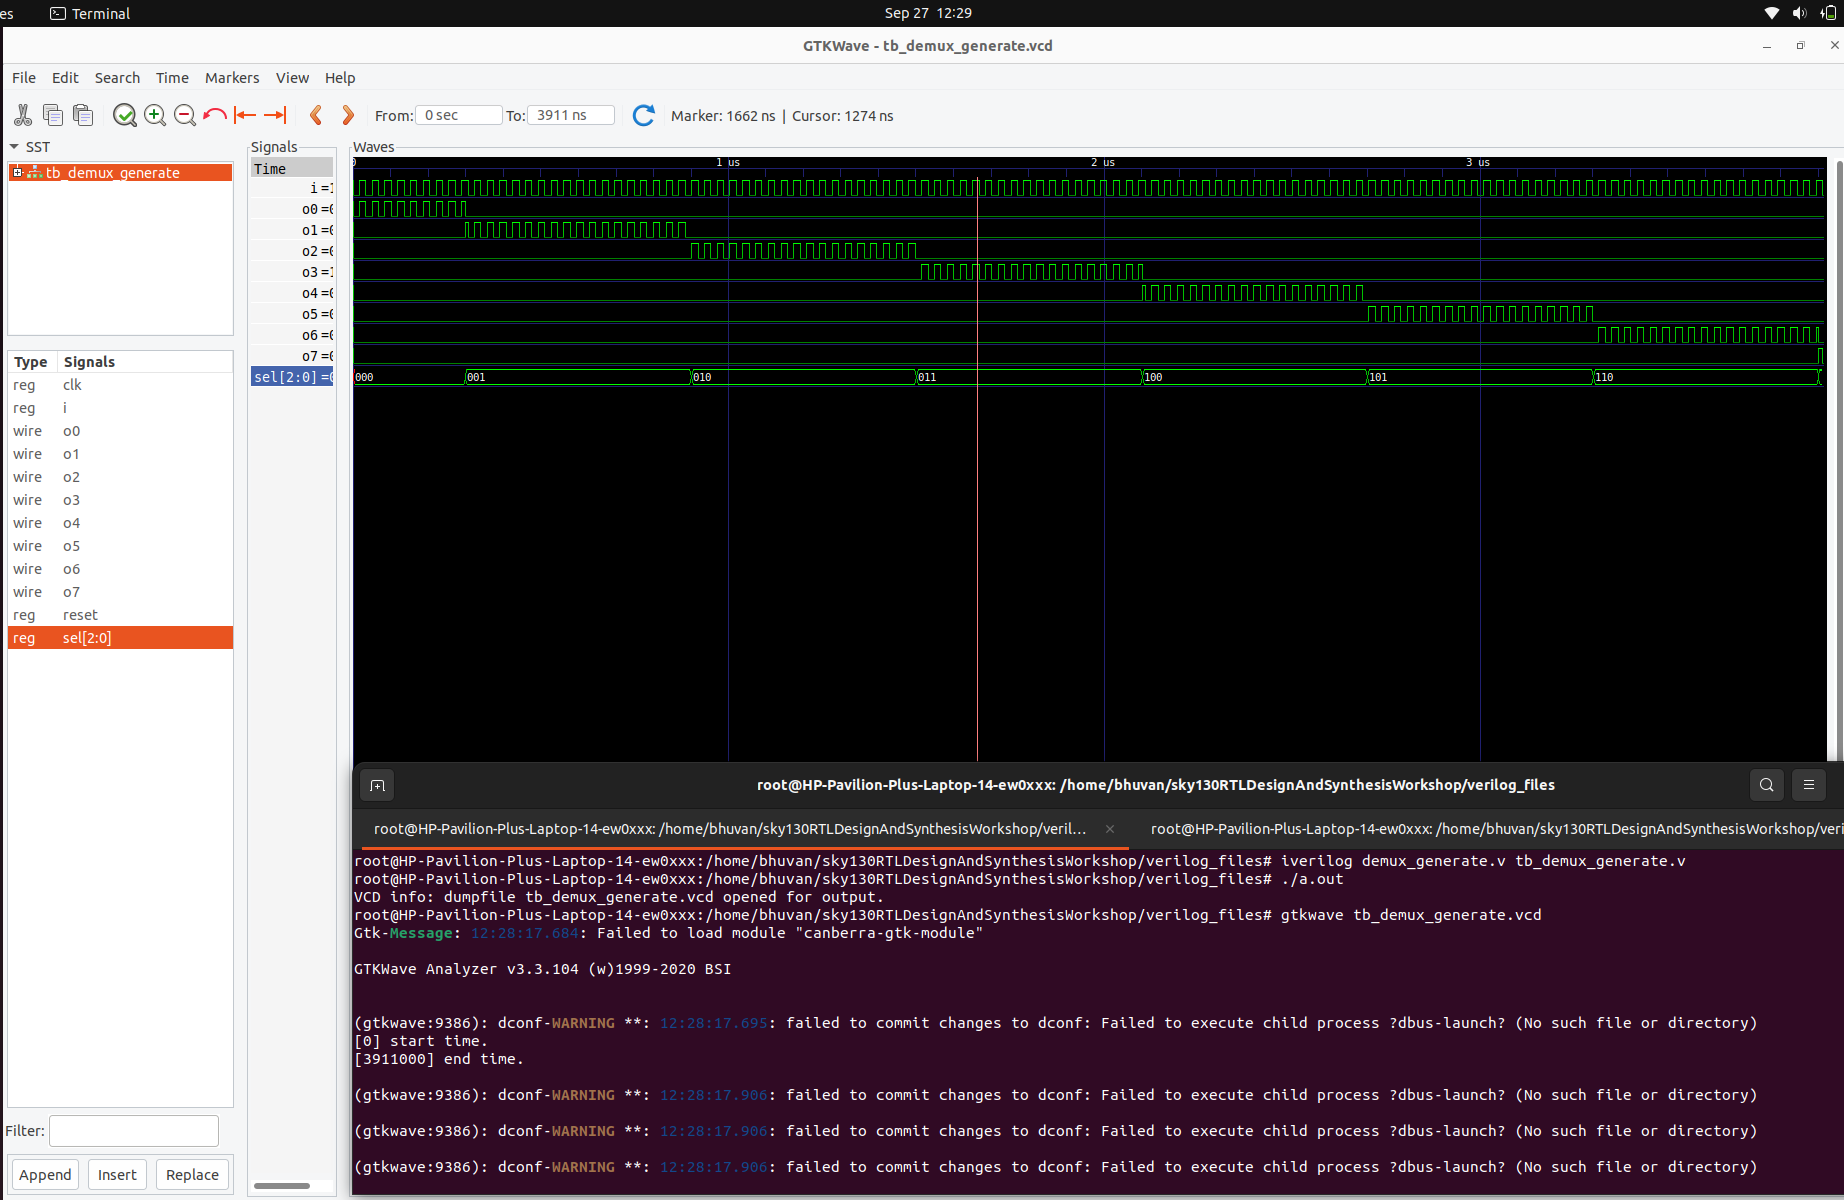 es Terminal Sep 27 12:29
GTKWave - tb_demux_generate.vcd
File Edit Search Time Markers View Help
From: 0 sec To: 3911 ns Marker: 1662 ns | Cursor: 1274 ns
SST
tb_demux_generate
Type Signals
reg clk
reg i
wire o0
wire o1
wire o2
wire o3
wire o4
wire o5
wire o6
wire o7
reg reset
reg sel[2:0]
Filter:
Append Insert Replace
Signals
Time
i =1
o0 =0
o1 =0
o2 =0
o3 =1
o4 =0
o5 =0
o6 =0
o7 =0
sel[2:0] =0
Waves
0 1 us 2 us 3 us
000 001 010 011 100 101 110
root@HP-Pavilion-Plus-Laptop-14-ew0xxx: /home/bhuvan/sky130RTLDesignAndSynthesisWorkshop/verilog_files
root@HP-Pavilion-Plus-Laptop-14-ew0xxx: /home/bhuvan/sky130RTLDesignAndSynthesisWorkshop/veril... × root@HP-Pavilion-Plus-Laptop-14-ew0xxx: /home/bhuvan/sky130RTLDesignAndSynthesisWorkshop/veri
root@HP-Pavilion-Plus-Laptop-14-ew0xxx:/home/bhuvan/sky130RTLDesignAndSynthesisWorkshop/verilog_files# iverilog demux_generate.v tb_demux_generate.v
root@HP-Pavilion-Plus-Laptop-14-ew0xxx:/home/bhuvan/sky130RTLDesignAndSynthesisWorkshop/verilog_files# ./a.out
VCD info: dumpfile tb_demux_generate.vcd opened for output.
root@HP-Pavilion-Plus-Laptop-14-ew0xxx:/home/bhuvan/sky130RTLDesignAndSynthesisWorkshop/verilog_files# gtkwave tb_demux_generate.vcd
Gtk-Message: 12:28:17.684: Failed to load module "canberra-gtk-module"
GTKWave Analyzer v3.3.104 (w)1999-2020 BSI
(gtkwave:9386): dconf-WARNING **: 12:28:17.695: failed to commit changes to dconf: Failed to execute child process ?dbus-launch? (No such file or directory)
[0] start time.
[3911000] end time.
(gtkwave:9386): dconf-WARNING **: 12:28:17.906: failed to commit changes to dconf: Failed to execute child process ?dbus-launch? (No such file or directory)
(gtkwave:9386): dconf-WARNING **: 12:28:17.906: failed to commit changes to dconf: Failed to execute child process ?dbus-launch? (No such file or directory)
(gtkwave:9386): dconf-WARNING **: 12:28:17.906: failed to commit changes to dconf: Failed to execute child process ?dbus-launch? (No such file or directory)